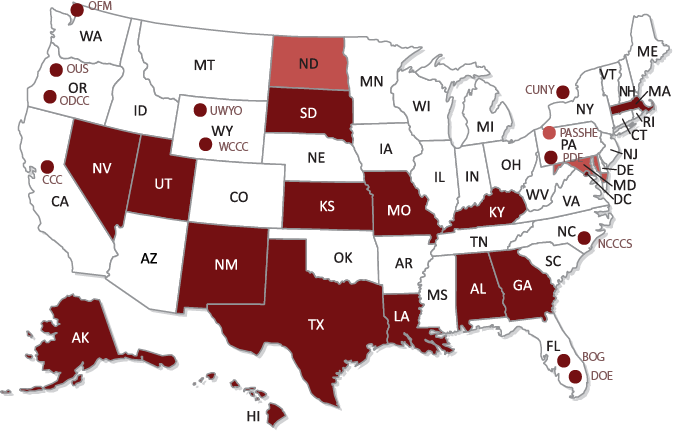 OFM
WA
ME
MT
ND
VT
OUS
MN
NH
MA
OR
CUNY
ODCC
WI
NY
ID
UWYO
SD
RI
MI
CT
WY
PASSHE
WCCC
PA
NE
IA
PDE
NJ
NV
OH
DE
CCC
UT
IL
IN
MD
CA
CO
WV
DC
KS
MO
VA
KY
NC
NCCCS
TN
AZ
OK
NM
AR
SC
AL
GA
MS
TX
LA
AK
FL
BOG
DOE
HI